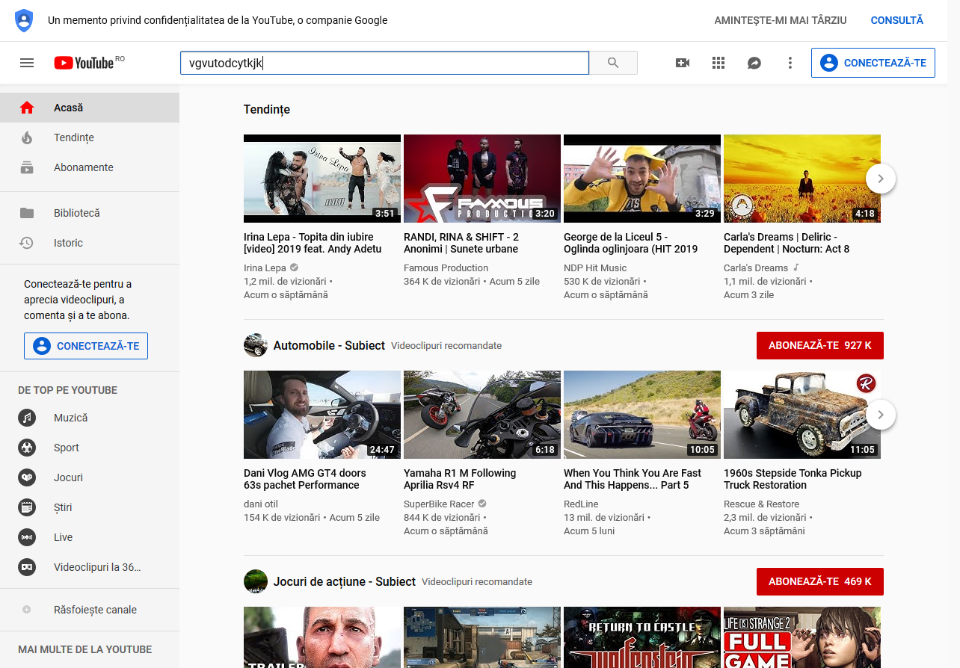 Un memento privind confidențialitatea de la YouTube, o companie Google
AMINTEȘTE-MI MAI TÂRZIU
CONSULTĂ
YouTube RO
vgvutodcytkjk
CONECTEAZĂ-TE
Acasă
Tendințe
Abonamente
Bibliotecă
Istoric
Conectează-te pentru a
aprecia videoclipuri, a
comenta și a te abona.
CONECTEAZĂ-TE
DE TOP PE YOUTUBE
Muzică
Sport
Jocuri
Știri
Live
Videoclipuri la 36...
Răsfoiește canale
MAI MULTE DE LA YOUTUBE
Tendințe
Irina Lepa
3:51
FAMOUS
PRODUCTIO
3:20
3:29
4:18
Irina Lepa - Topita din iubire
[video] 2019 feat. Andy Adetu
Irina Lepa
1,2 mil. de vizionări •
Acum o săptămână
RANDI, RINA & SHIFT - 2
Anonimi | Sunete urbane
Famous Production
364 K de vizionări • Acum 5 zile
George de la Liceul 5 -
Oglinda oglinjoara (HIT 2019
NDP Hit Music
530 K de vizionări •
Acum o săptămână
Carla's Dreams | Deliric -
Dependent | Nocturn: Act 8
Carla's Dreams
1,1 mil. de vizionări •
Acum 3 zile
Automobile - Subiect Videoclipuri recomandate
ABONEAZĂ-TE 927 K
24:47
6:18
10:05
R
11:05
Dani Vlog AMG GT4 doors
63s pachet Performance
dani otil
154 K de vizionări • Acum 5 zile
Yamaha R1 M Following
Aprilia Rsv4 RF
SuperBike Racer
844 K de vizionări •
Acum o săptămână
When You Think You Are Fast
And This Happens... Part 5
RedLine
13 mil. de vizionări •
Acum 5 luni
1960s Stepside Tonka Pickup
Truck Restoration
Rescue & Restore
2,3 mil. de vizionări •
Acum 3 săptămâni
Jocuri de acțiune - Subiect Videoclipuri recomandate
ABONEAZĂ-TE 469 K
TRAILER
RETURN TO CASTLE
Wolfenstein
LIFE IS STRANGE 2
FULL
GAME